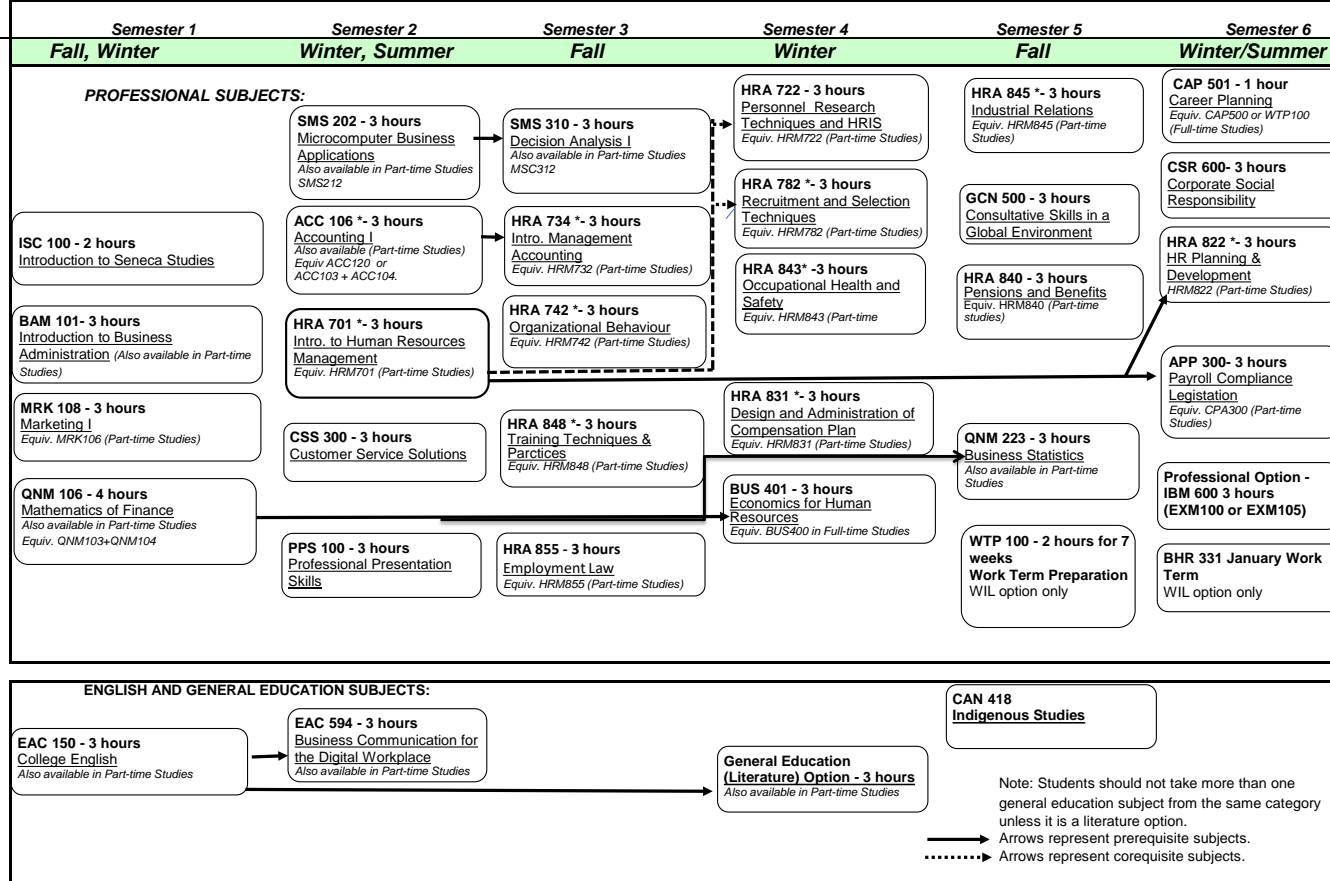 Semester 1
Semester 2
Semester 3
Semester 4
Semester 5
Semester 6
Fall, Winter
Winter, Summer
Fall
Winter
Fall
Winter/Summer
PROFESSIONAL SUBJECTS:
ISC 100 - 2 hours
Introduction to Seneca Studies
BAM 101- 3 hours
Introduction to Business
Administration (Also available in Part-time
Studies)
MRK 108 - 3 hours
Marketing I
Equiv. MRK106 (Part-time Studies)
QNM 106 - 4 hours
Mathematics of Finance
Also available in Part-time Studies
Equiv. QNM103+QNM104
SMS 202 - 3 hours
Microcomputer Business
Applications
Also available in Part-time Studies
SMS212
ACC 106 *- 3 hours
Accounting I
Also available (Part-time Studies)
Equiv ACC120 or
ACC103 + ACC104.
HRA 701 *- 3 hours
Intro. to Human Resources
Management
Equiv. HRM701 (Part-time Studies)
CSS 300 - 3 hours
Customer Service Solutions
PPS 100 - 3 hours
Professional Presentation
Skills
SMS 310 - 3 hours
Decision Analysis I
Also available in Part-time Studies
MSC312
HRA 734 *- 3 hours
Intro. Management
Accounting
Equiv. HRM732 (Part-time Studies)
HRA 742 *- 3 hours
Organizational Behaviour
Equiv. HRM742 (Part-time Studies)
HRA 848 *- 3 hours
Training Techniques &
Parctices
Equiv. HRM848 (Part-time Studies)
HRA 855 - 3 hours
Employment Law
Equiv. HRM855 (Part-time Studies)
HRA 722 - 3 hours
Personnel Research
Techniques and HRIS
Equiv. HRM722 (Part-time Studies)
HRA 782 *- 3 hours
Recruitment and Selection
Techniques
Equiv. HRM782 (Part-time Studies)
HRA 843* -3 hours
Occupational Health and
Safety
Equiv. HRM843 (Part-time
HRA 831 *- 3 hours
Design and Administration of
Compensation Plan
Equiv. HRM831 (Part-time Studies)
BUS 401 - 3 hours
Economics for Human
Resources
Equiv. BUS400 in Full-time Studies
HRA 845 *- 3 hours
Industrial Relations
Equiv. HRM845 (Part-time
Studies)
GCN 500 - 3 hours
Consultative Skills in a
Global Environment
HRA 840 - 3 hours
Pensions and Benefits
Equiv. HRM840 (Part-time
studies)
QNM 223 - 3 hours
Business Statistics
Also available in Part-time
Studies
WTP 100 - 2 hours for 7
weeks
Work Term Preparation
WIL option only
CAP 501 - 1 hour
Career Planning
Equiv. CAP500 or WTP100
(Full-time Studies)
CSR 600- 3 hours
Corporate Social
Responsibility
HRA 822 *- 3 hours
HR Planning &
Development
HRM822 (Part-time Studies)
APP 300- 3 hours
Payroll Compliance
Legistation
Equiv. CPA300 (Part-time
Studies)
Professional Option -
IBM 600 3 hours
(EXM100 or EXM105)
BHR 331 January Work
Term
WIL option only
ENGLISH AND GENERAL EDUCATION SUBJECTS:
EAC 150 - 3 hours
College English
Also available in Part-time Studies
EAC 594 - 3 hours
Business Communication for
the Digital Workplace
Also available in Part-time Studies
General Education
(Literature) Option - 3 hours
Also available in Part-time Studies
CAN 418
Indigenous Studies
Note: Students should not take more than one
general education subject from the same category
unless it is a literature option.
Arrows represent prerequisite subjects.
Arrows represent corequisite subjects.